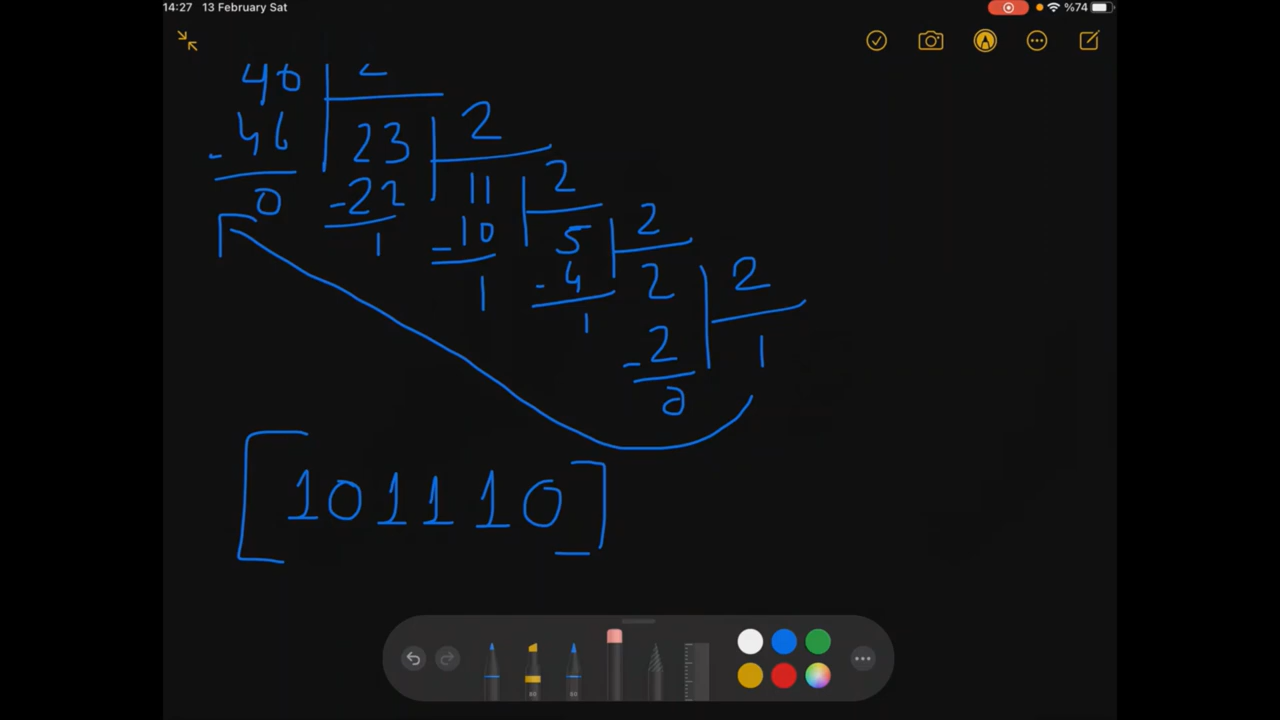 14:27 13 February Sat %74
46 2
- 46 23 2
0 -22 11 2
1 -10 5 2
1 - 4 2 2
1 -2 1
0
[101110]